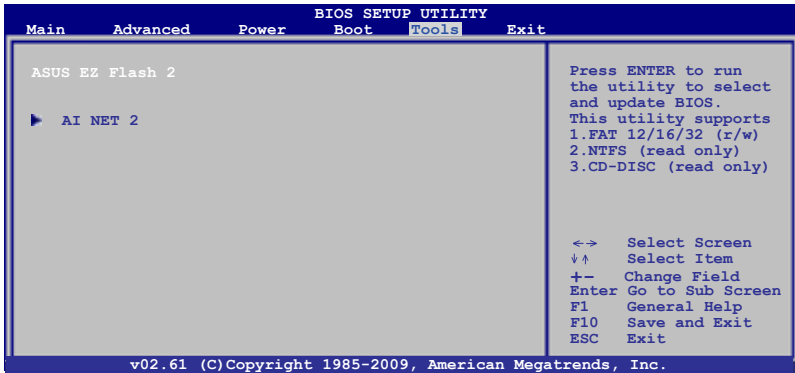 BIOS SETUP UTILITY
Main Advanced Power Boot Tools Exit
ASUS EZ Flash 2
AI NET 2
Press ENTER to run
the utility to select
and update BIOS.
This utility supports
1.FAT 12/16/32 (r/w)
2.NTFS (read only)
3.CD-DISC (read only)
←→ Select Screen
↓↑ Select Item
+- Change Field
Enter Go to Sub Screen
F1 General Help
F10 Save and Exit
ESC Exit
v02.61 (C)Copyright 1985-2009, American Megatrends, Inc.